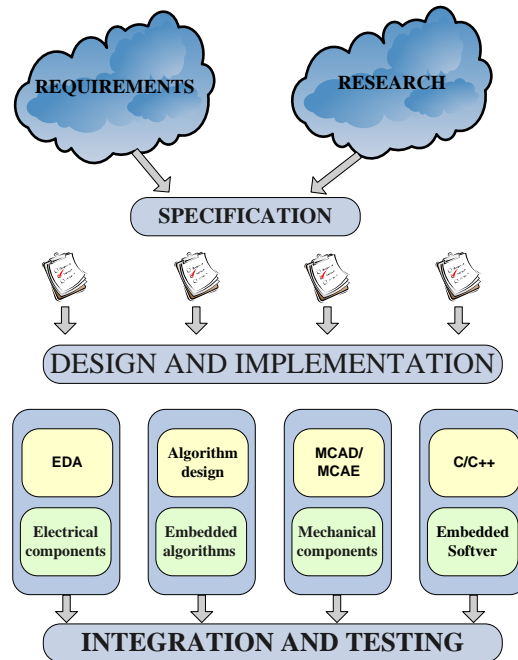 REQUIREMENTS
RESEARCH
SPECIFICATION
DESIGN AND IMPLEMENTATION
EDA
Algorithm
design
MCAD/
MCAE
C/C++
Electrical
components
Embedded
algorithms
Mechanical
components
Embedded
Softver
INTEGRATION AND TESTING